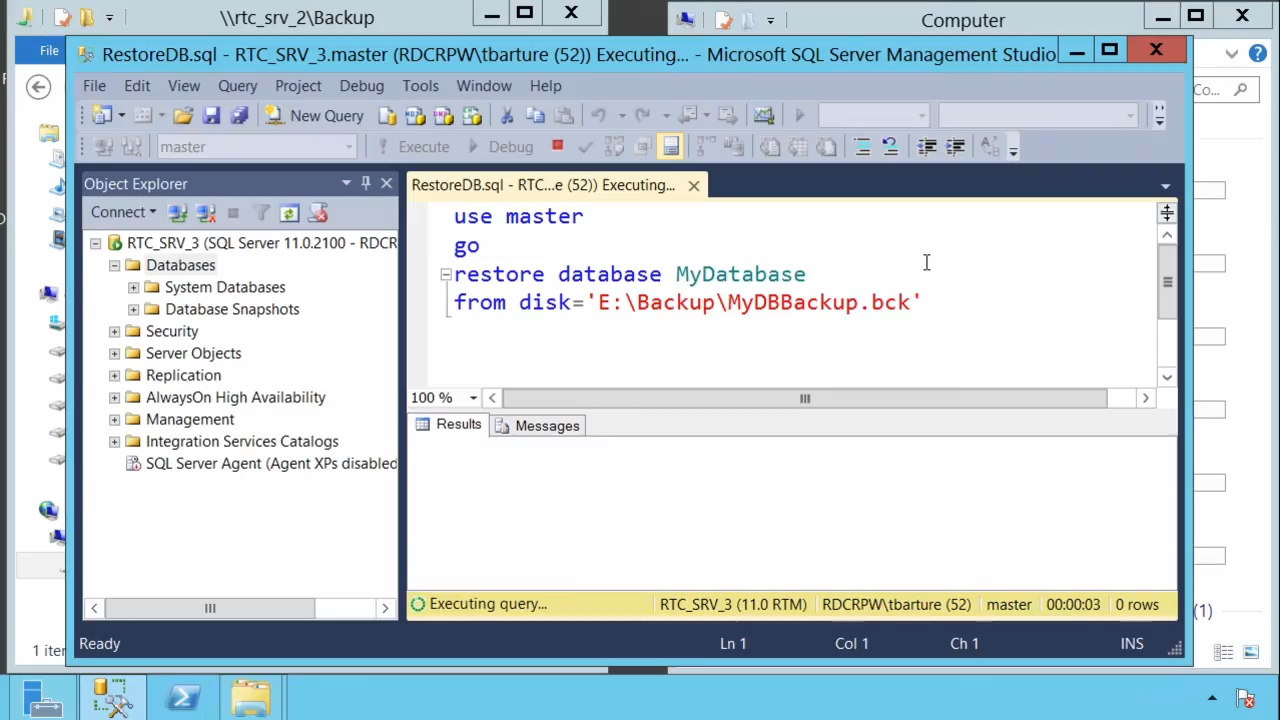 \\rtc_srv_2\Backup
Computer
File
RestoreDB.sql - RTC_SRV_3.master (RDCRPW\tbarture (52)) Executing... - Microsoft SQL Server Management Studio
File Edit View Query Project Debug Tools Window Help
New Query
master
Execute Debug
Co...
Object Explorer
RestoreDB.sql - RTC...e (52)) Executing...
Connect
RTC_SRV_3 (SQL Server 11.0.2100 - RDCR
Databases
System Databases
Database Snapshots
Security
Server Objects
Replication
AlwaysOn High Availability
Management
Integration Services Catalogs
SQL Server Agent (Agent XPs disabled
use master
go
restore database MyDatabase
from disk='E:\Backup\MyDBBackup.bck'
100 %
Results Messages
Executing query... RTC_SRV_3 (11.0 RTM) RDCRPW\tbarture (52) master 00:00:03 0 rows
(1)
Ready Ln 1 Col 1 Ch 1 INS
1 iter